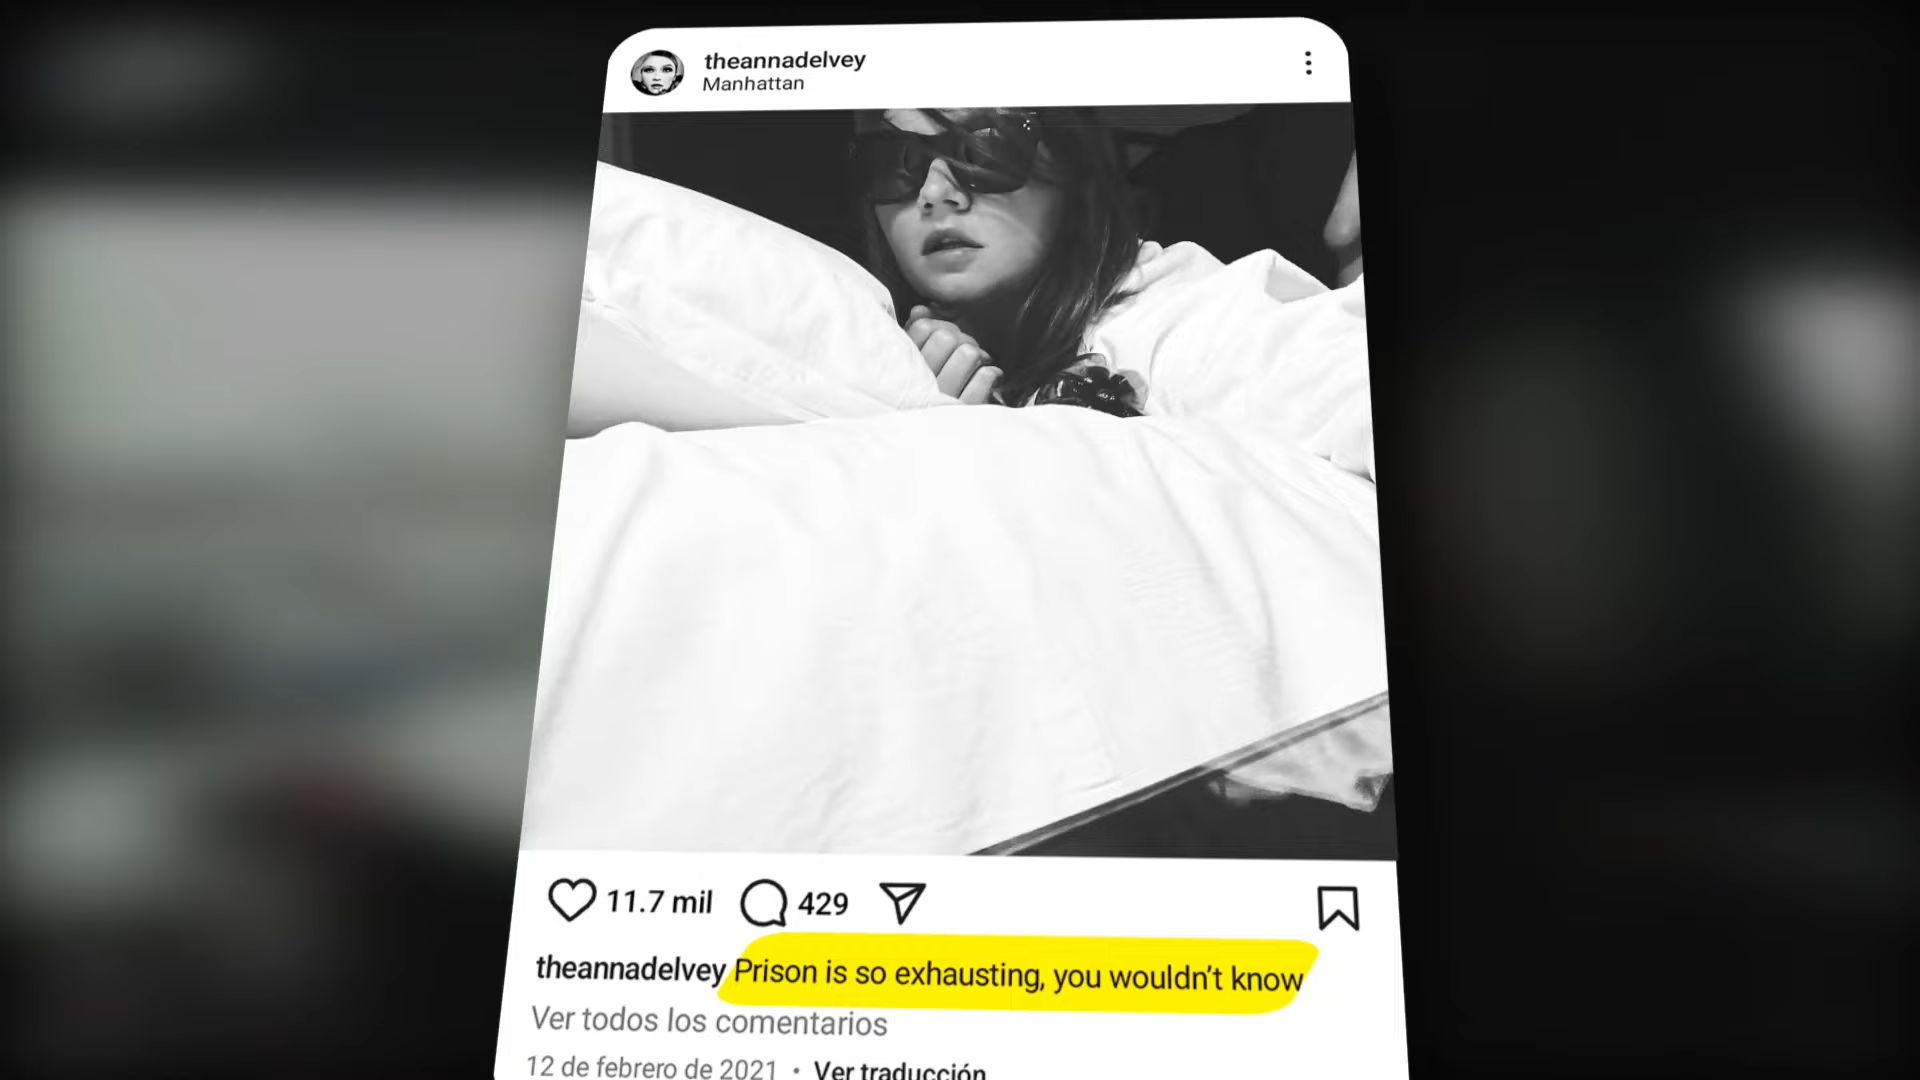 theannadelvey
Manhattan
11.7 mil 429
theannadelvey Prison is so exhausting, you wouldn't know
Ver todos los comentarios
12 de febrero de 2021 • Ver traducción